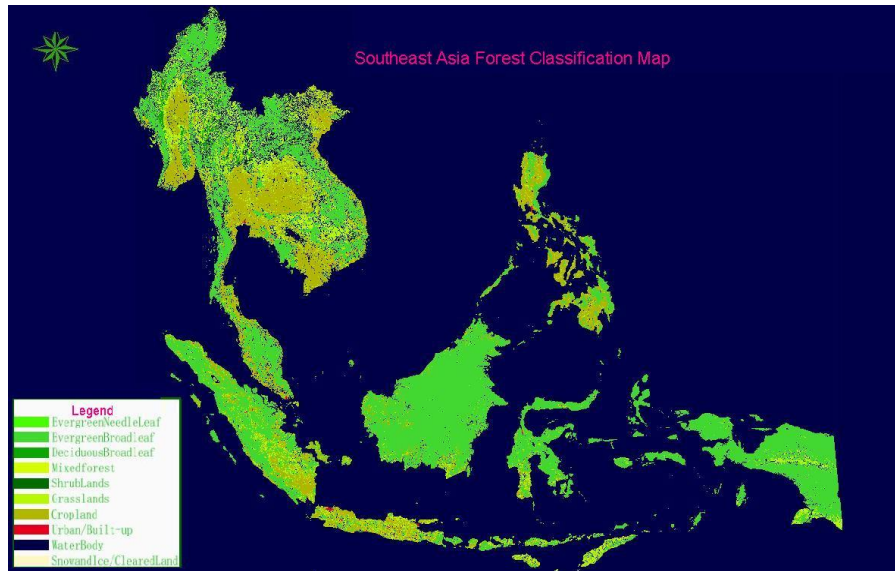 Southeast Asia Forest Classification Map
Legend
EvergreenNeedleLeaf
EvergreenBroadleaf
DeciduousBroadleaf
Mixedforest
ShrubLands
Grasslands
Cropland
Urban/Built-up
WaterBody
SnowandIce/ClearedLand